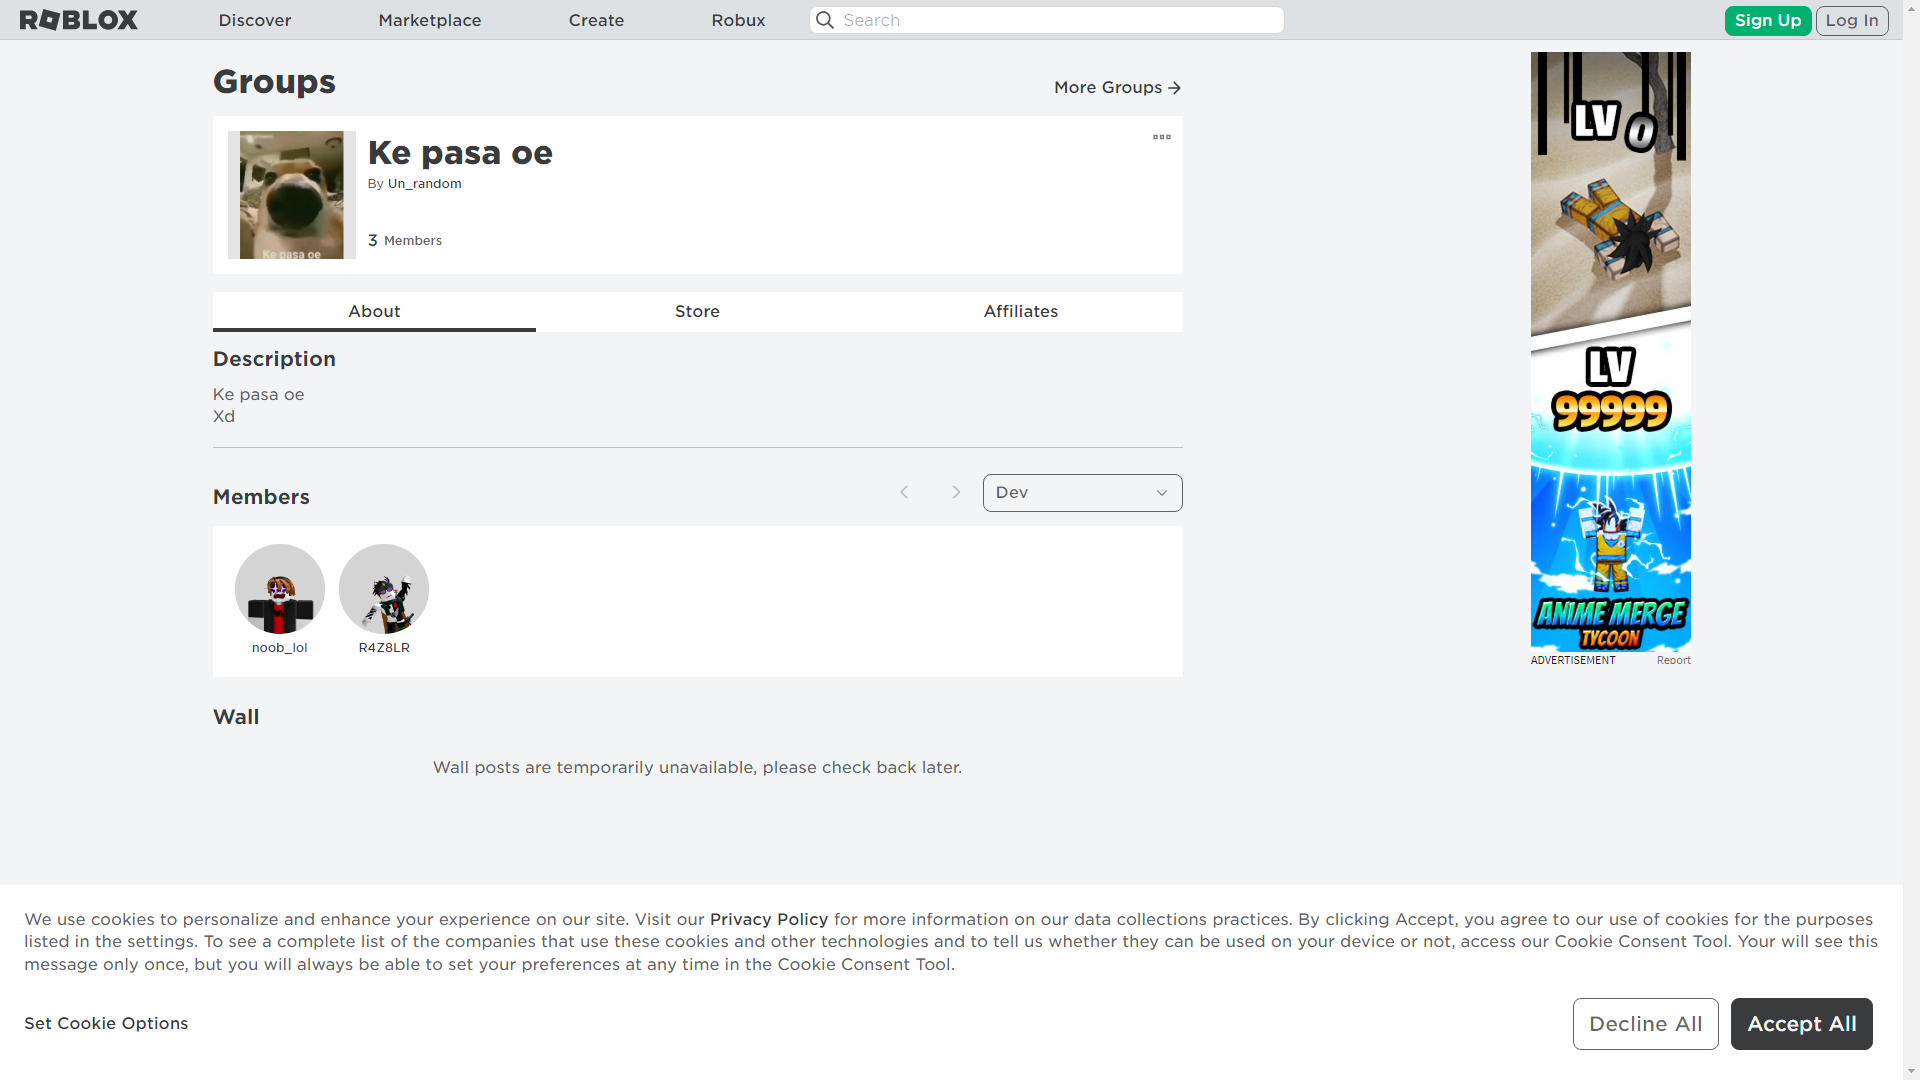 ROBLOX
Discover
Marketplace
Create
Robux
Search
Sign Up
Log In
Groups
More Groups
Ke pasa oe
Ke pasa oe
By Un_random
3 Members
About
Store
Affiliates
Description
Ke pasa oe
Xd
Members
Dev
noob_lol
R4Z8LR
Wall
Wall posts are temporarily unavailable, please check back later.
LV 0
LV
99999
ANIME MERGE
TYCOON
ADVERTISEMENT
Report
We use cookies to personalize and enhance your experience on our site. Visit our Privacy Policy for more information on our data collections practices. By clicking Accept, you agree to our use of cookies for the purposes
listed in the settings. To see a complete list of the companies that use these cookies and other technologies and to tell us whether they can be used on your device or not, access our Cookie Consent Tool. Your will see this
message only once, but you will always be able to set your preferences at any time in the Cookie Consent Tool.
Set Cookie Options
Decline All
Accept All